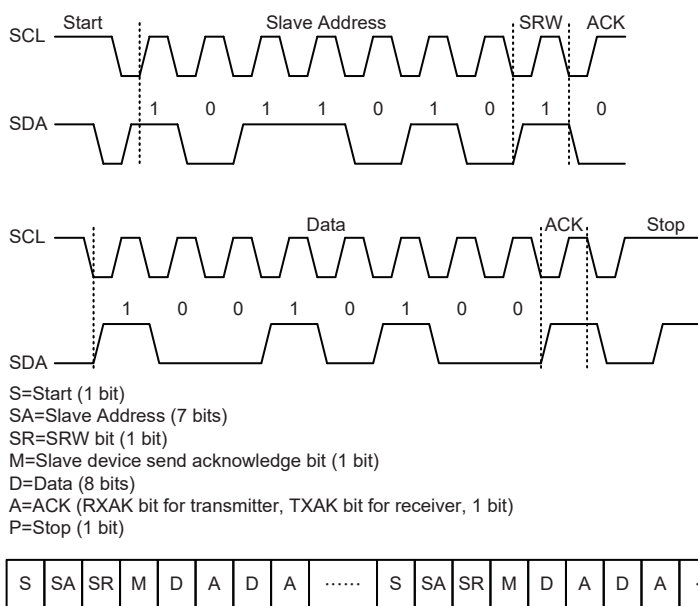 Start Slave Address SRW ACK
SCL
1 0 1 1 0 1 0 1 0
SDA
Data ACK Stop
SCL
1 0 0 1 0 1 0 0
SDA
S=Start (1 bit)
SA=Slave Address (7 bits)
SR=SRW bit (1 bit)
M=Slave device send acknowledge bit (1 bit)
D=Data (8 bits)
A=ACK (RXAK bit for transmitter, TXAK bit for receiver, 1 bit)
P=Stop (1 bit)
S SA SR M D A D A ...... S SA SR M D A D A